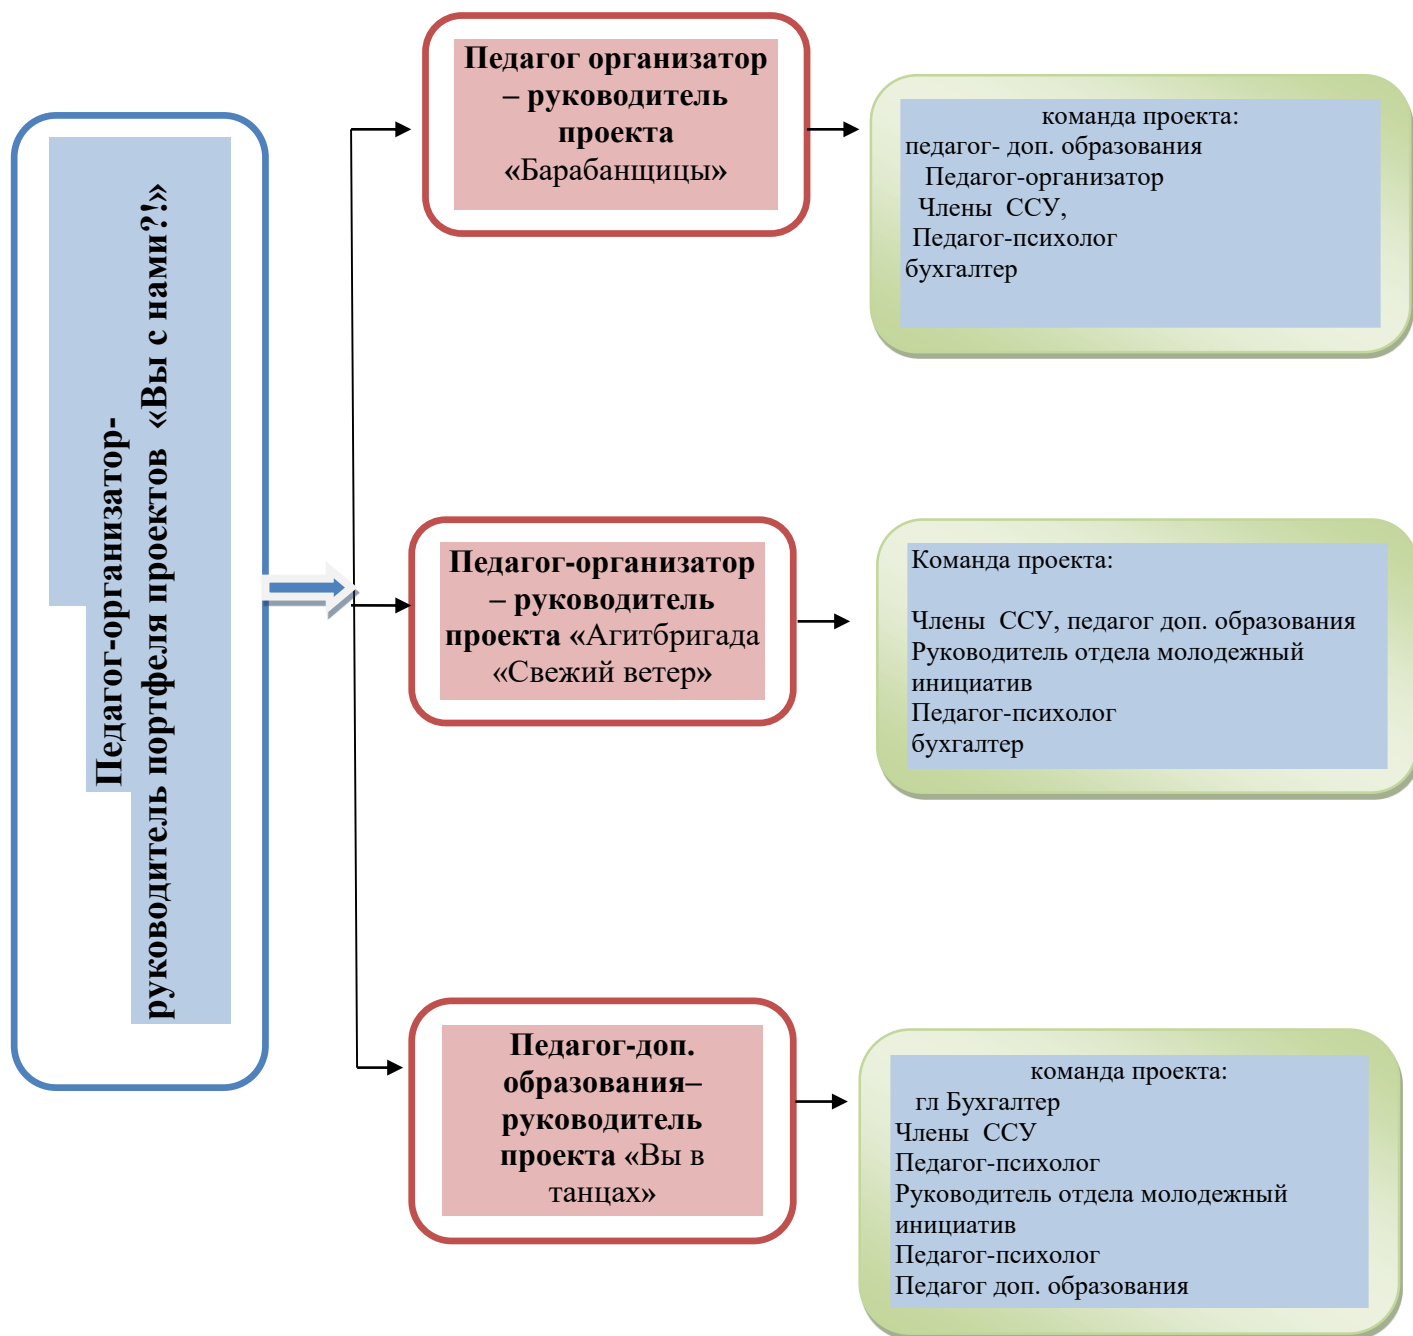 Педагог-организатор-
руководитель портфеля проектов «Вы с нами?!»
Педагог организатор
– руководитель
проекта
«Барабанщицы»
команда проекта:
педагог- доп. образования
Педагог-организатор
Члены ССУ,
Педагог-психолог
бухгалтер
Педагог-организатор
– руководитель
проекта «Агитбригада
«Свежий ветер»
Команда проекта:
Члены ССУ, педагог доп. образования
Руководитель отдела молодежный
инициатив
Педагог-психолог
бухгалтер
Педагог-доп.
образования–
руководитель
проекта «Вы в
танцах»
команда проекта:
гл Бухгалтер
Члены ССУ
Педагог-психолог
Руководитель отдела молодежный
инициатив
Педагог-психолог
Педагог доп. образования